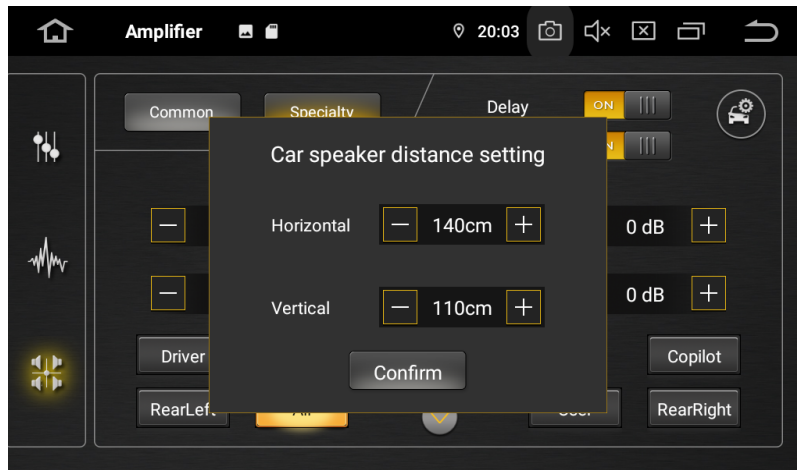 Amplifier
20:03
Common
Specialty
Delay
ON
Car speaker distance setting
Horizontal
140cm
0 dB
Vertical
110cm
0 dB
Driver
Confirm
Copilot
RearLeft
RearRight